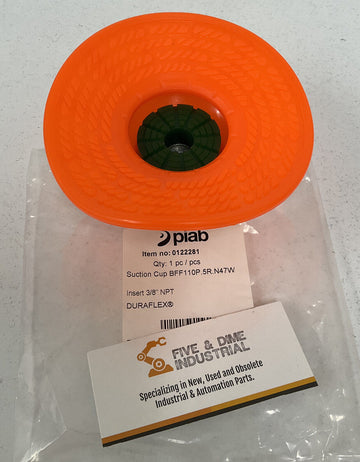 piab
Item no: 0122281
Qty: 1 pc / pcs
Suction Cup BFF110P.5R.N47W
Insert 3/8" NPT
DURAFLEX®
FIVE & DIME
INDUSTRIAL
Specializing in New, Used and Obsolete
Industrial & Automation Parts.